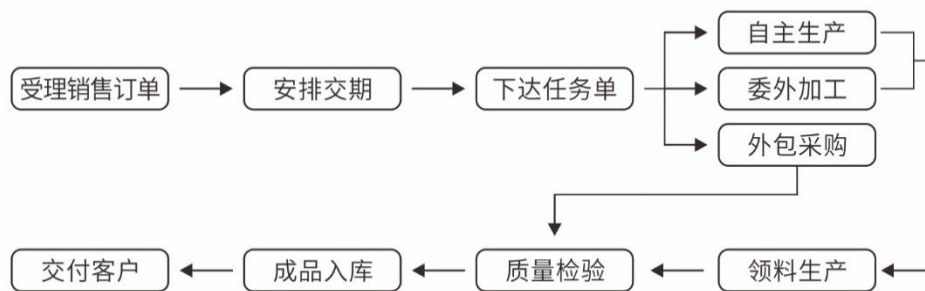 受理销售订单
安排交期
下达任务单
自主生产
委外加工
外包采购
领料生产
质量检验
成品入库
交付客户